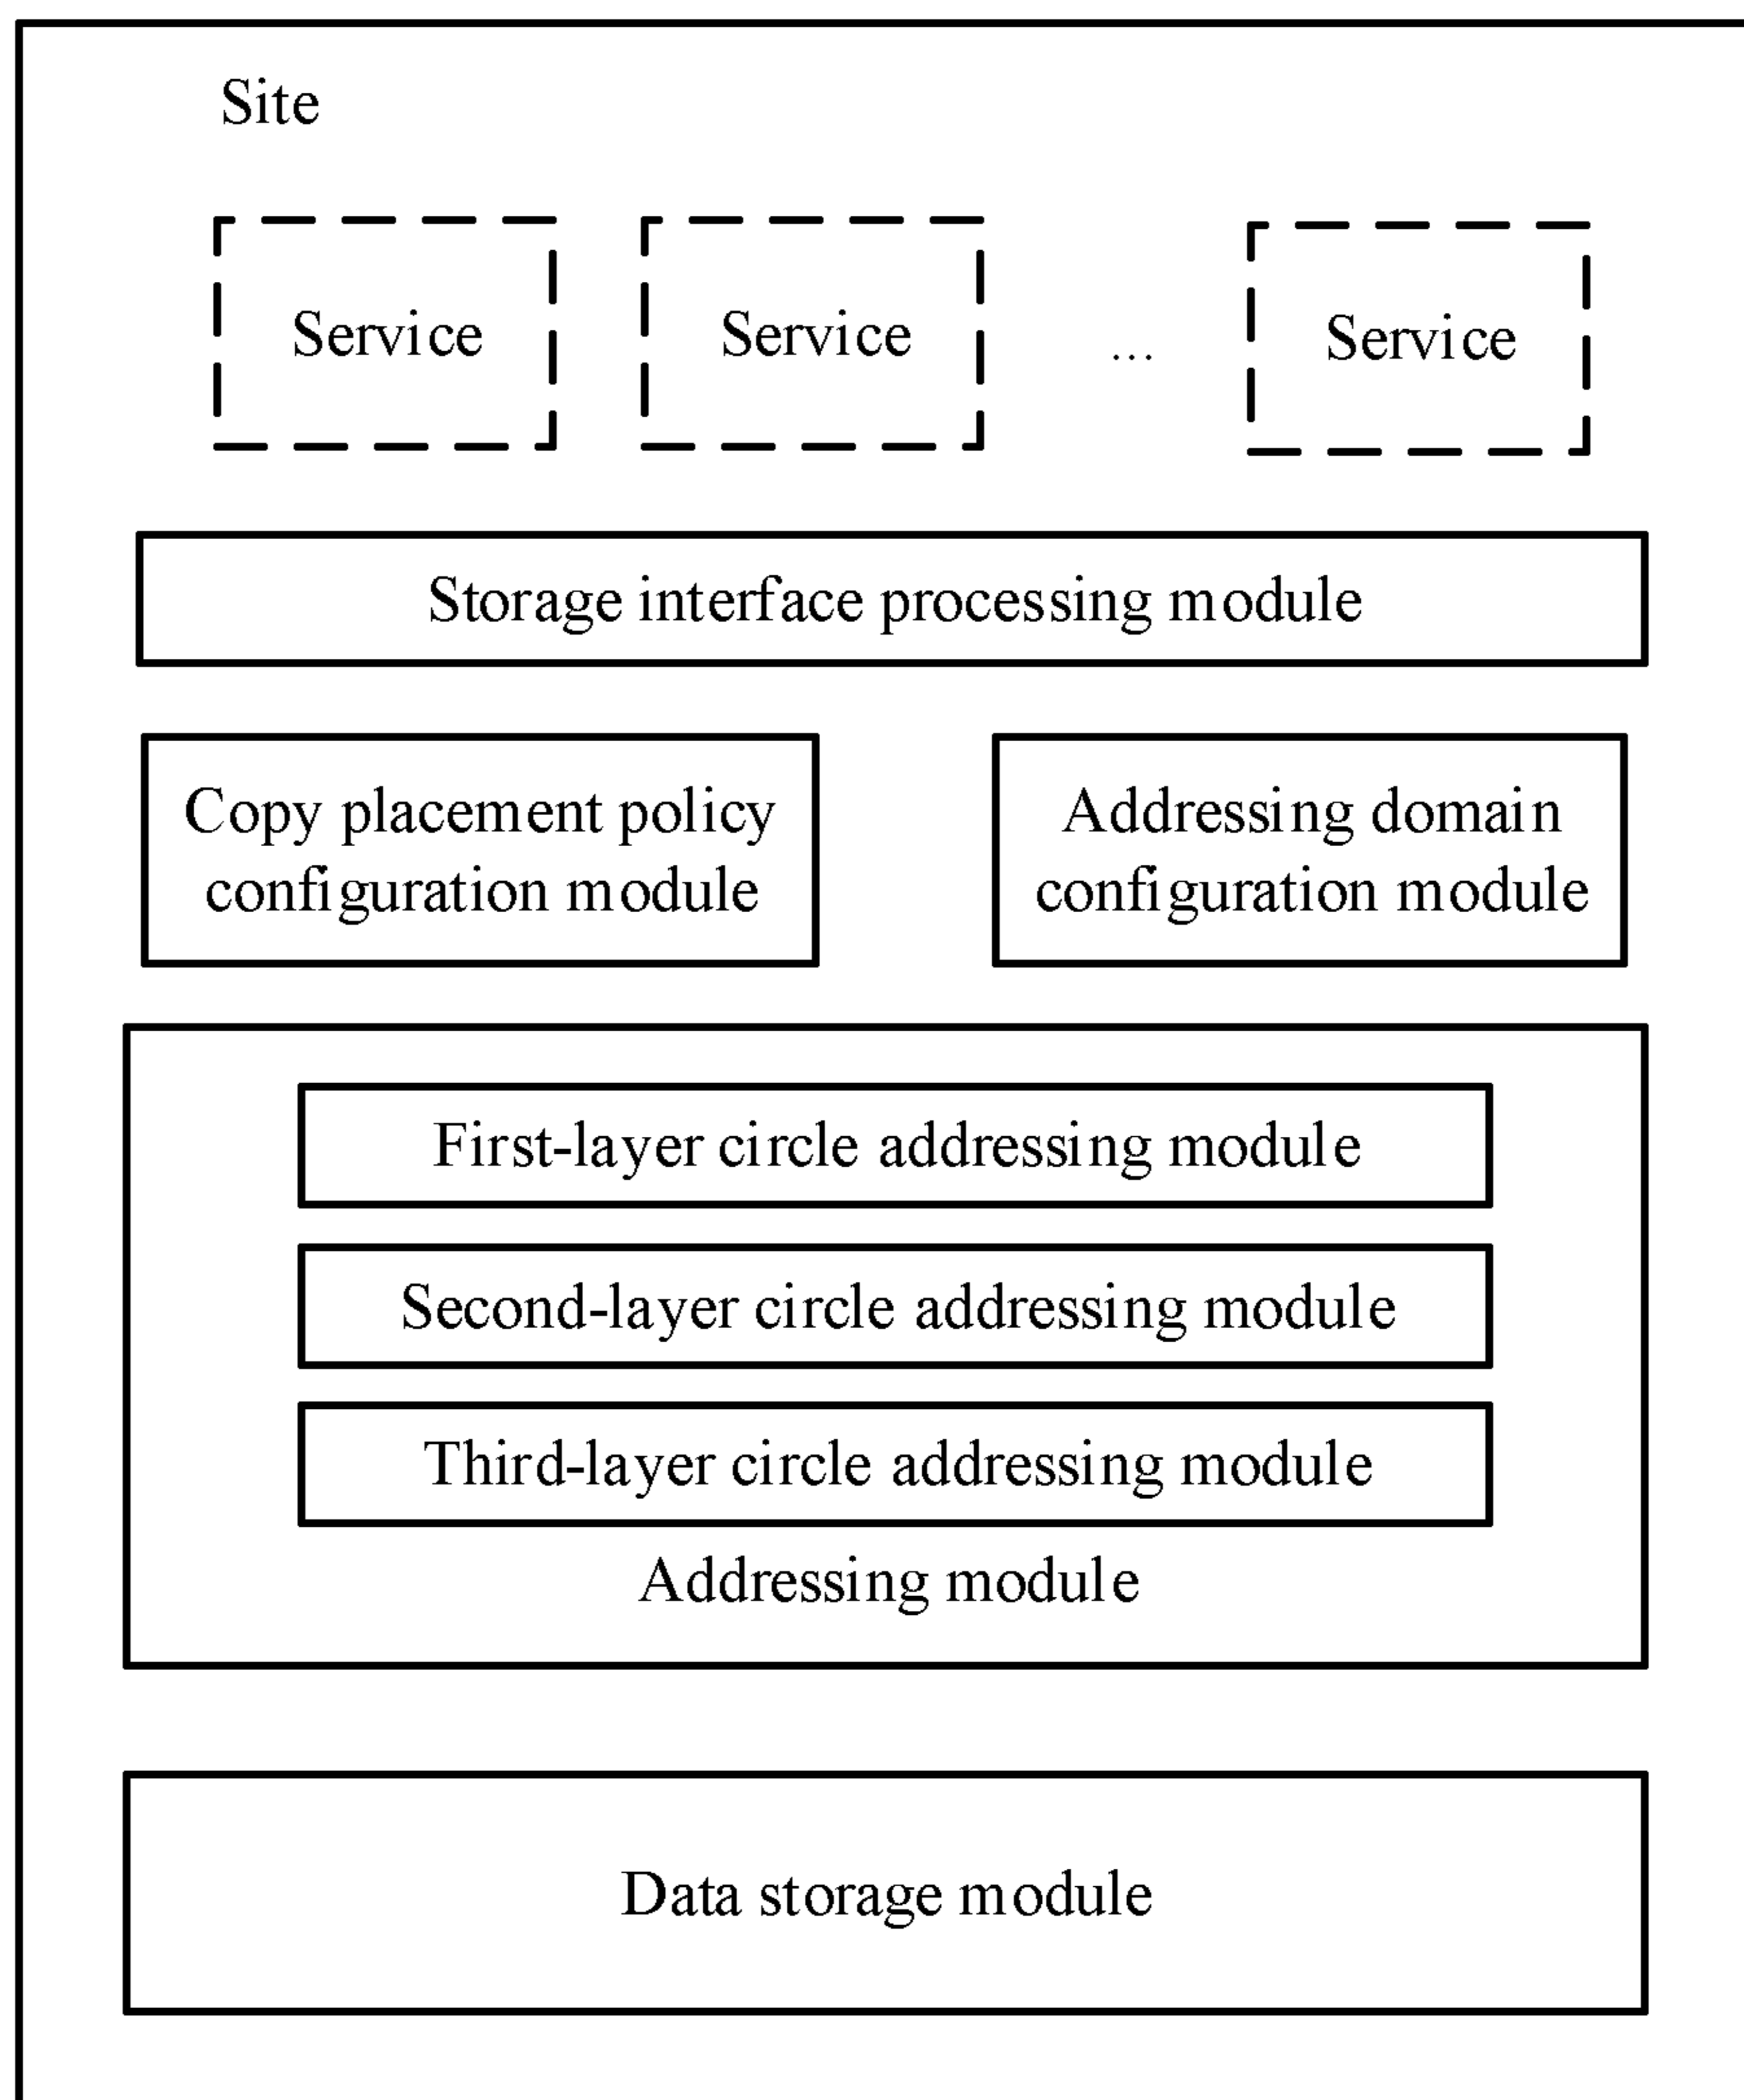 Site
Service
Service
...
Service
Storage interface processing module
Copy placement policy
configuration module
Addressing domain
configuration module
First-layer circle addressing module
Second-layer circle addressing module
Third-layer circle addressing module
Addressing module
Data storage module